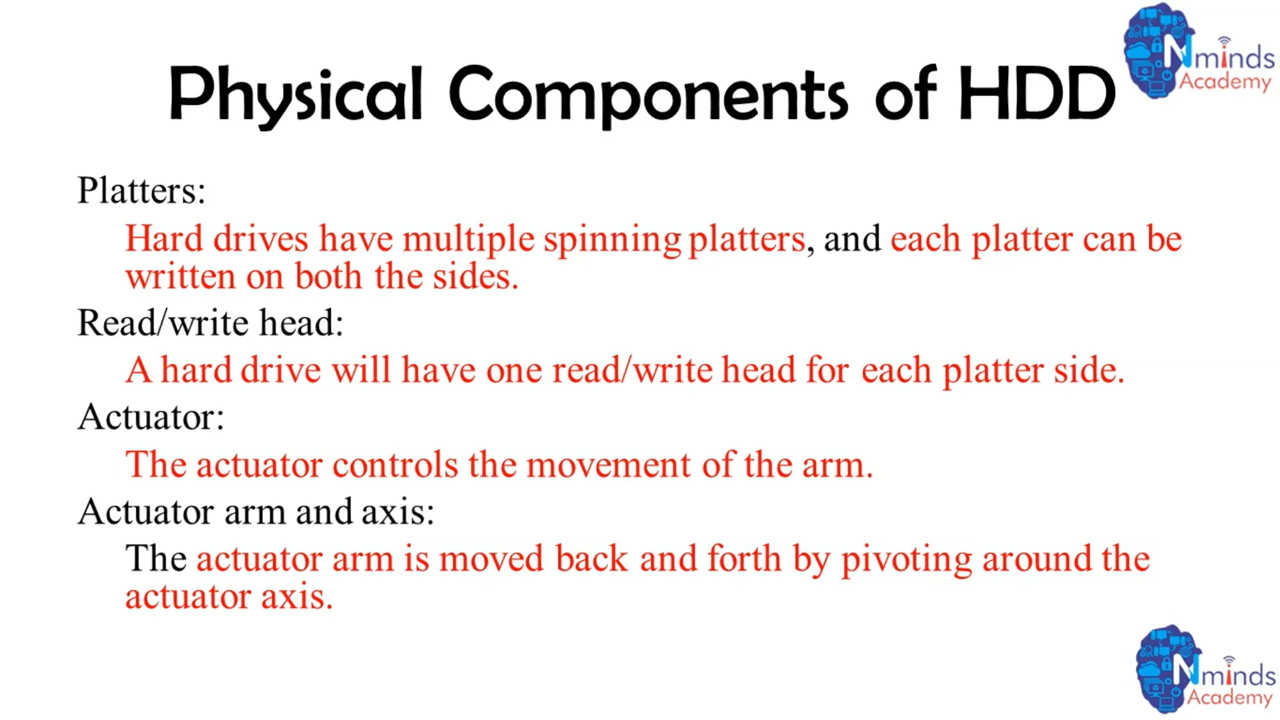 Physical Components of HDD
Nminds
Academy
Platters:
Hard drives have multiple spinning platters, and each platter can be
written on both the sides.
Read/write head:
A hard drive will have one read/write head for each platter side.
Actuator:
The actuator controls the movement of the arm.
Actuator arm and axis:
The actuator arm is moved back and forth by pivoting around the
actuator axis.
Nminds
Academy